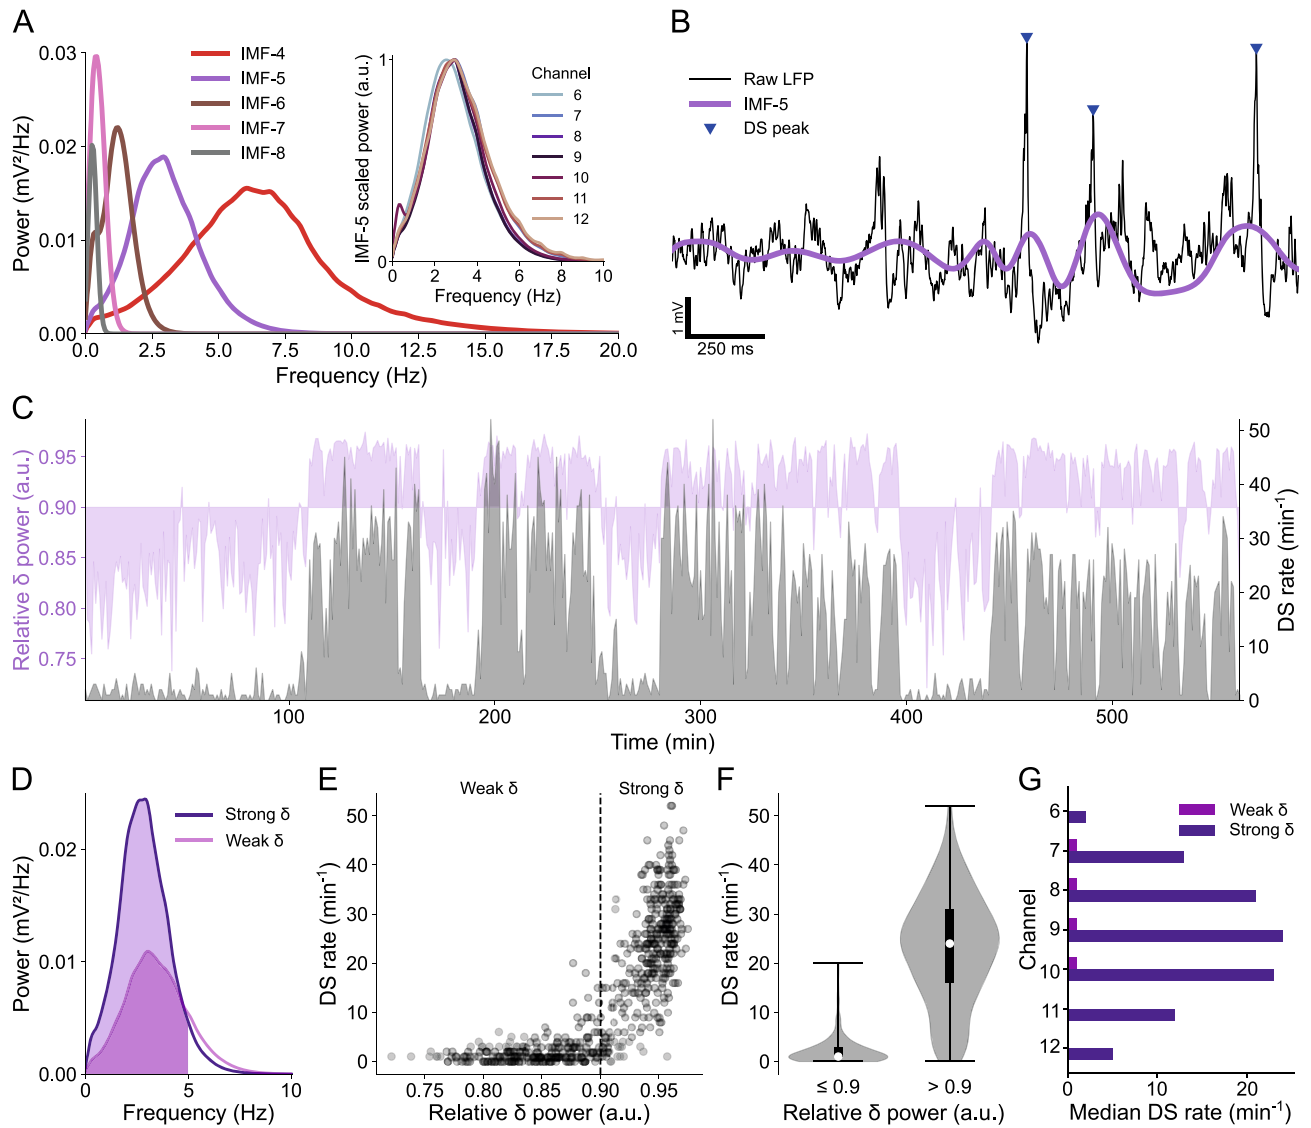 A
IMF-4
IMF-5
IMF-6
IMF-7
IMF-8
Power (mV²/Hz)
0.03
0.02
0.01
0.00
0.0 2.5 5.0 7.5 10.0 12.5 15.0 17.5 20.0
Frequency (Hz)
IMF-5 scaled power (a.u.)
1
0
0 2 4 6 8 10
Frequency (Hz)
Channel
6
7
8
9
10
11
12
B
Raw LFP
IMF-5
DS peak
1 mV
250 ms
C
Relative δ power (a.u.)
0.95
0.90
0.85
0.80
0.75
50
40
30
20
10
0
DS rate (min⁻¹)
100 200 300 400 500
Time (min)
D
Strong δ
Weak δ
Power (mV²/Hz)
0.02
0.01
0.00
0 5 10
Frequency (Hz)
E
Weak δ Strong δ
DS rate (min⁻¹)
50
40
30
20
10
0
0.75 0.80 0.85 0.90 0.95
Relative δ power (a.u.)
F
DS rate (min⁻¹)
50
40
30
20
10
0
≤ 0.9 > 0.9
Relative δ power (a.u.)
G
Weak δ
Strong δ
Channel
6
7
8
9
10
11
12
0 10 20
Median DS rate (min⁻¹)